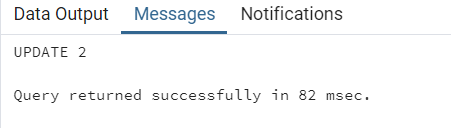 Data Output Messages Notifications
UPDATE 2
Query returned successfully in 82 msec.